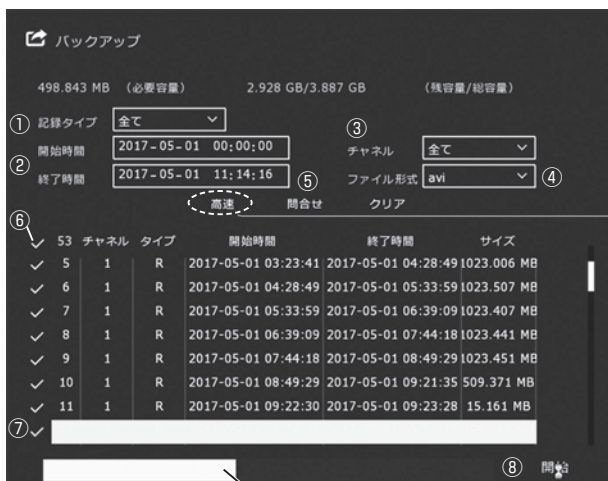 バックアップ
498.843 MB (必要容量) 2.928 GB/3.887 GB (残容量/総容量)
① 記録タイプ 全て
② 開始時間 2017-05-01 00:00:00
③ チャネル 全て
終了時間 2017-05-01 11:14:16
ファイル形式 avi ④
⑤ 高速 問合せ クリア
⑥ 53 チャネル タイプ 開始時間 終了時間 サイズ
5 1 R 2017-05-01 03:23:41 2017-05-01 04:28:49 1023.006 MB
6 1 R 2017-05-01 04:28:49 2017-05-01 05:33:59 1023.507 MB
7 1 R 2017-05-01 05:33:59 2017-05-01 06:39:09 1023.407 MB
8 1 R 2017-05-01 06:39:09 2017-05-01 07:44:18 1023.441 MB
9 1 R 2017-05-01 07:44:18 2017-05-01 08:49:29 1023.451 MB
10 1 R 2017-05-01 08:49:29 2017-05-01 09:21:35 509.371 MB
11 1 R 2017-05-01 09:22:30 2017-05-01 09:23:28 15.161 MB
⑦
⑧ 開始